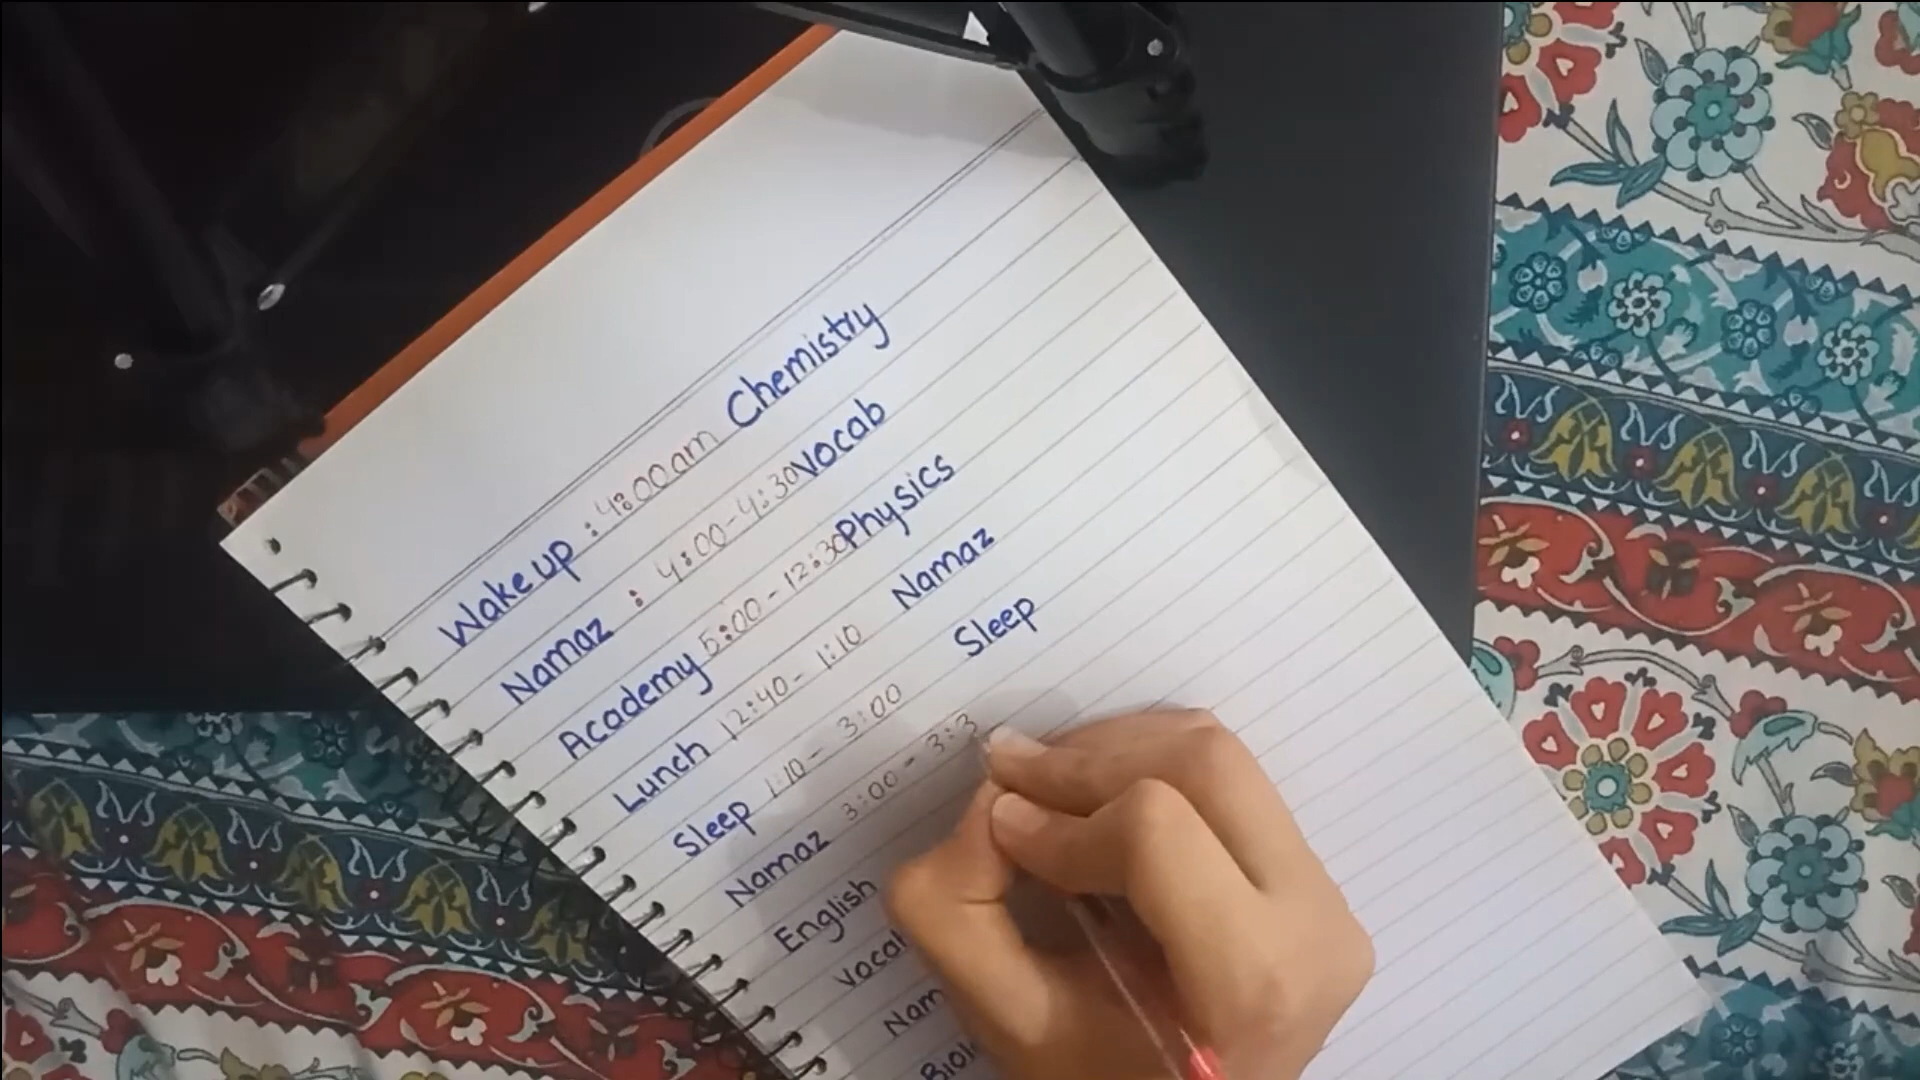 Wake up : 4:00am Chemistry
Namaz : 4:00-4:30 Vocab
Academy 5:00-12:30 Physics
Lunch 12:40-1:10 Namaz
Sleep 1:10-3:00 Sleep
Namaz 3:00-3:3
English